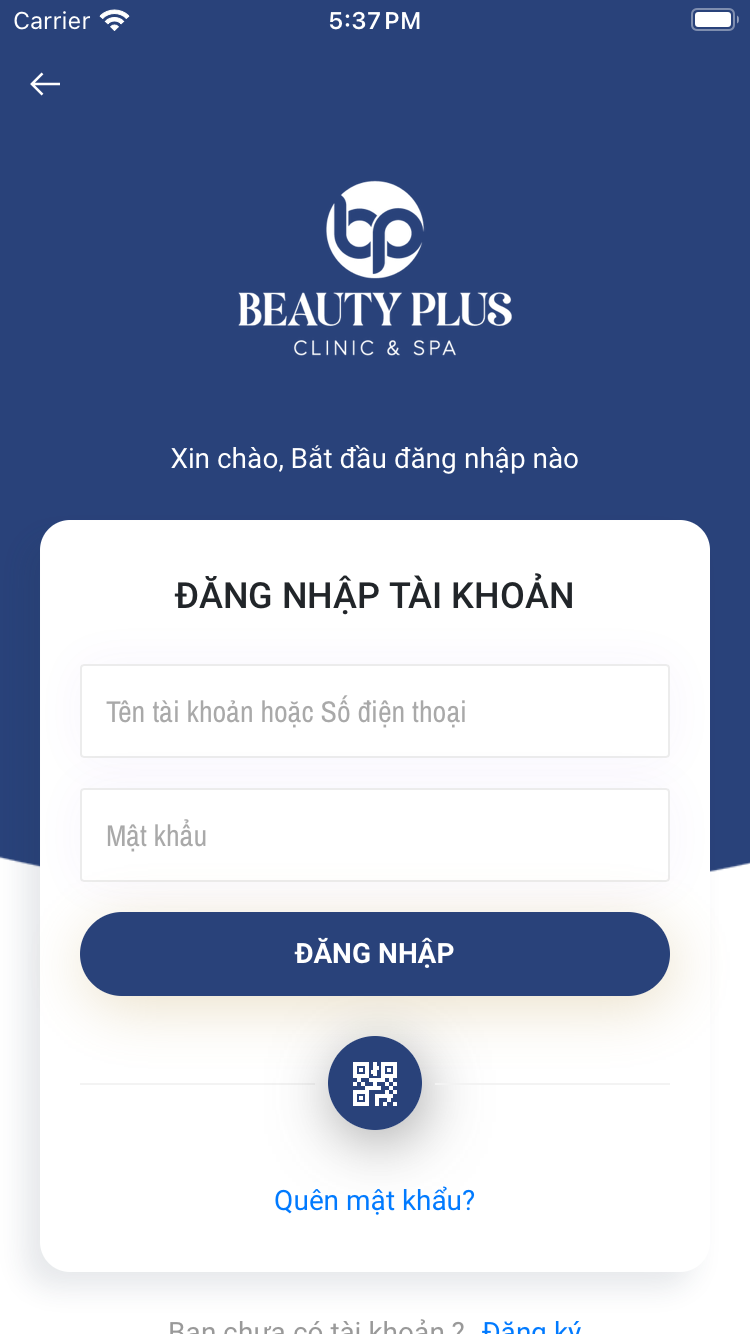 Carrier 5:37 PM
bp
BEAUTY PLUS
CLINIC & SPA
Xin chào, Bắt đầu đăng nhập nào
ĐĂNG NHẬP TÀI KHOẢN
Tên tài khoản hoặc Số điện thoại
Mật khẩu
ĐĂNG NHẬP
Quên mật khẩu?
Bạn chưa có tài khoản ? Đăng ký